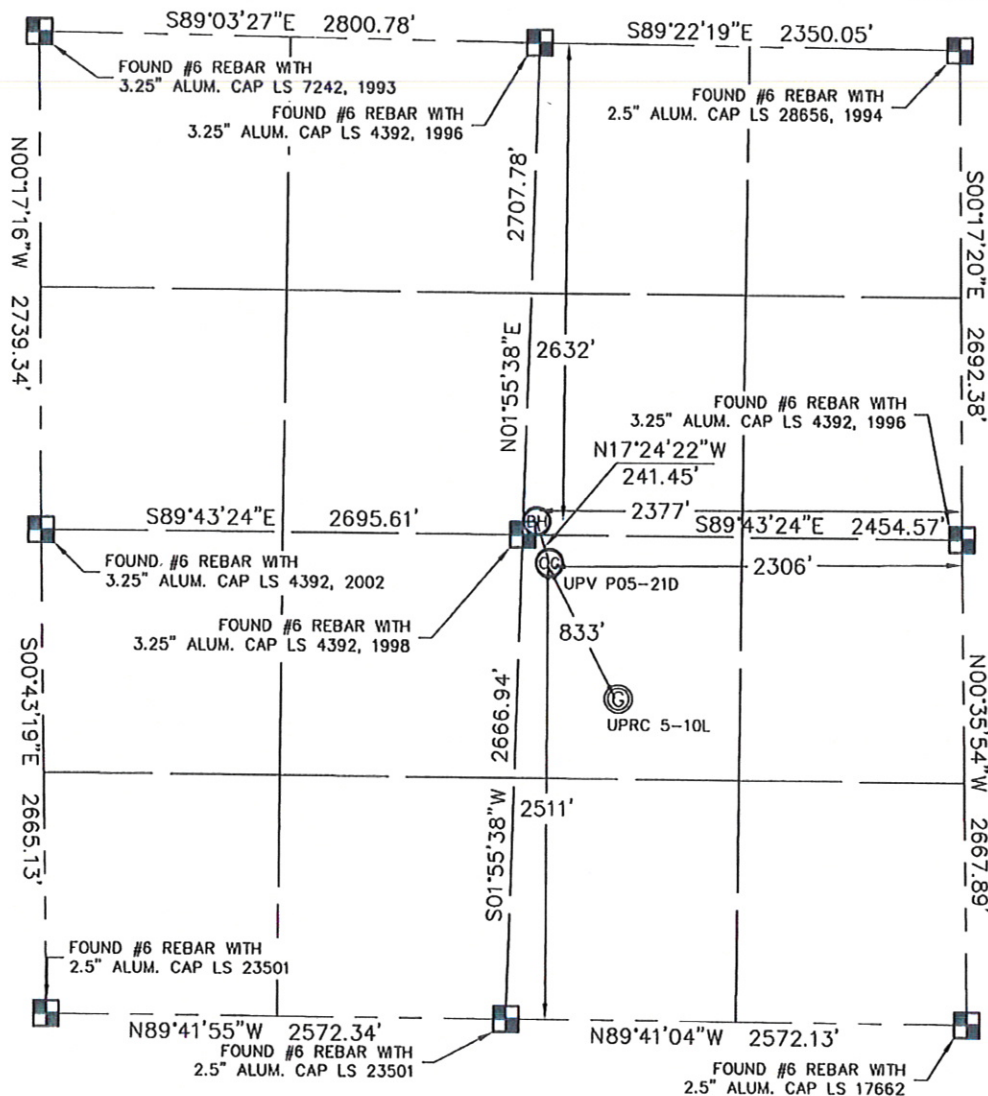 S89°03'27"E 2800.78'
S89°22'19"E 2350.05'
FOUND #6 REBAR WITH
3.25" ALUM. CAP LS 7242, 1993
FOUND #6 REBAR WITH
3.25" ALUM. CAP LS 4392, 1996
FOUND #6 REBAR WITH
2.5" ALUM. CAP LS 28656, 1994
N00°17'16"W 2739.34'
2707.78'
N01°55'38"E
2632'
S00°17'20"E 2692.38'
FOUND #6 REBAR WITH
3.25" ALUM. CAP LS 4392, 1996
N17°24'22"W
241.45'
2377'
BH
S89°43'24"E 2695.61'
S89°43'24"E 2454.57'
2306'
UPV P05-21D
FOUND #6 REBAR WITH
3.25" ALUM. CAP LS 4392, 2002
FOUND #6 REBAR WITH
3.25" ALUM. CAP LS 4392, 1998
833'
G
UPRC 5-10L
S00°43'19"E 2665.13'
2666.94'
S01°55'38"W
2511'
N00°35'54"W 2667.89'
FOUND #6 REBAR WITH
2.5" ALUM. CAP LS 23501
N89°41'55"W 2572.34'
N89°41'04"W 2572.13'
FOUND #6 REBAR WITH
2.5" ALUM. CAP LS 23501
FOUND #6 REBAR WITH
2.5" ALUM. CAP LS 17662